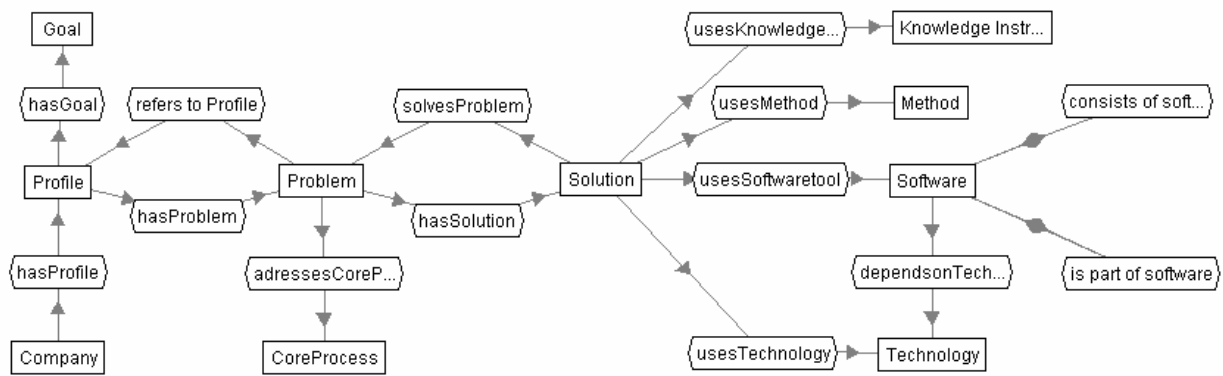 Goal
usesKnowledge...
Knowledge Instr...
hasGoal
refers to Profile
solvesProblem
usesMethod
Method
consists of soft...
Profile
Problem
Solution
usesSoftwaretool
Software
hasProblem
hasSolution
hasProfile
adressesCoreP...
dependsonTech...
is part of software
Company
CoreProcess
usesTechnology
Technology